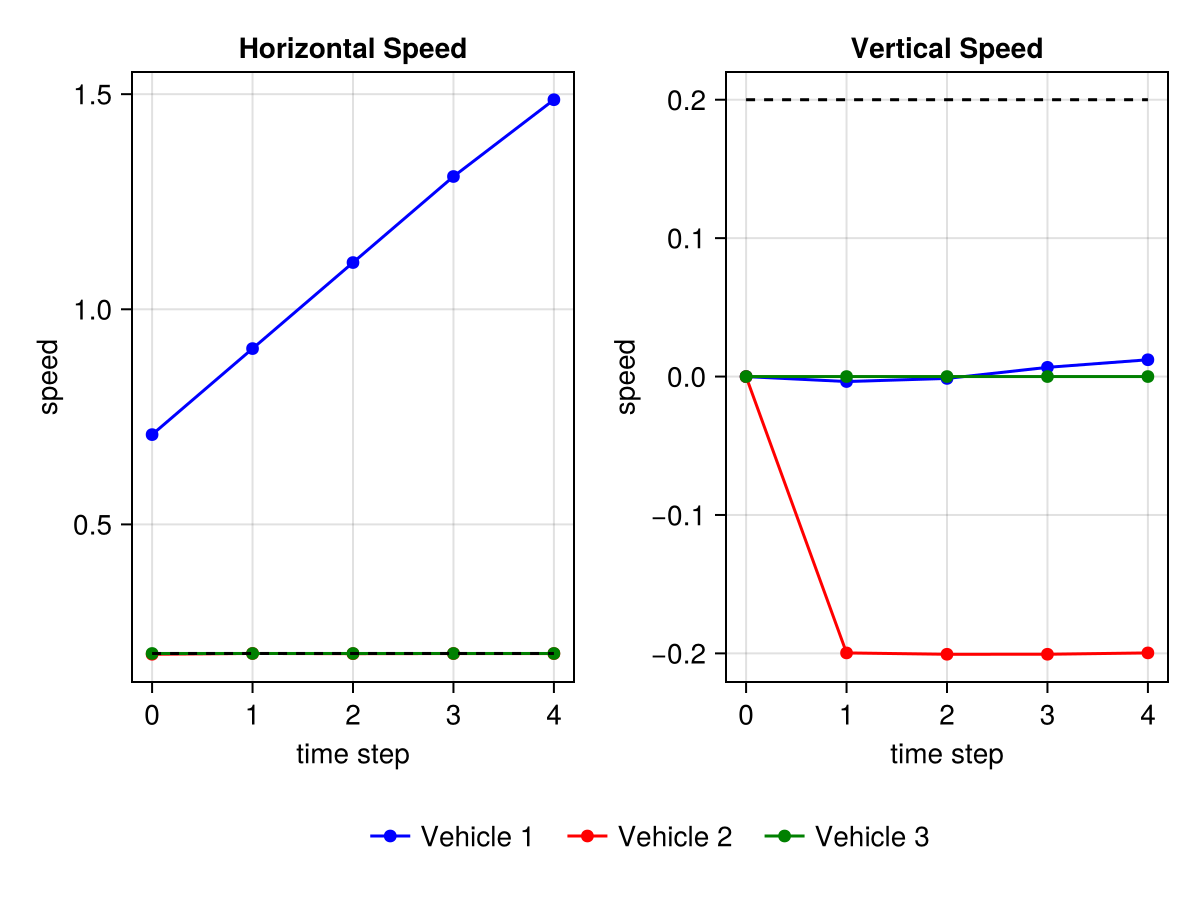 Horizontal Speed
1.5
1.0
0.5
speed
0 1 2 3 4
time step
Vertical Speed
0.2
0.1
0.0
−0.1
−0.2
speed
0 1 2 3 4
time step
Vehicle 1 Vehicle 2 Vehicle 3